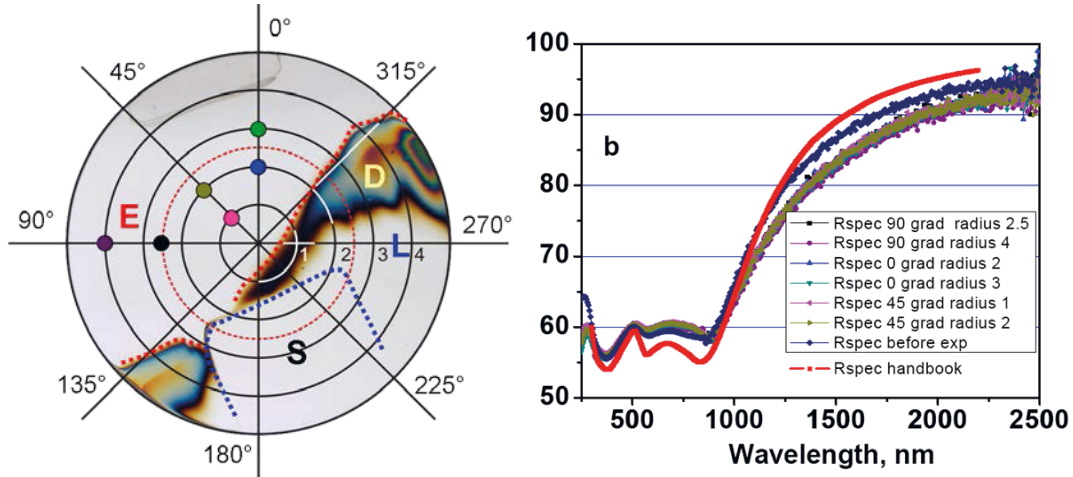 0°
45°
315°
E
D
90°
270°
L
1
2
3
4
S
135°
225°
180°
100
90
80
70
60
50
b
Rspec 90 grad radius 2.5
Rspec 90 grad radius 4
Rspec 0 grad radius 2
Rspec 0 grad radius 3
Rspec 45 grad radius 1
Rspec 45 grad radius 2
Rspec before exp
Rspec handbook
500 1000 1500 2000 2500
Wavelength, nm